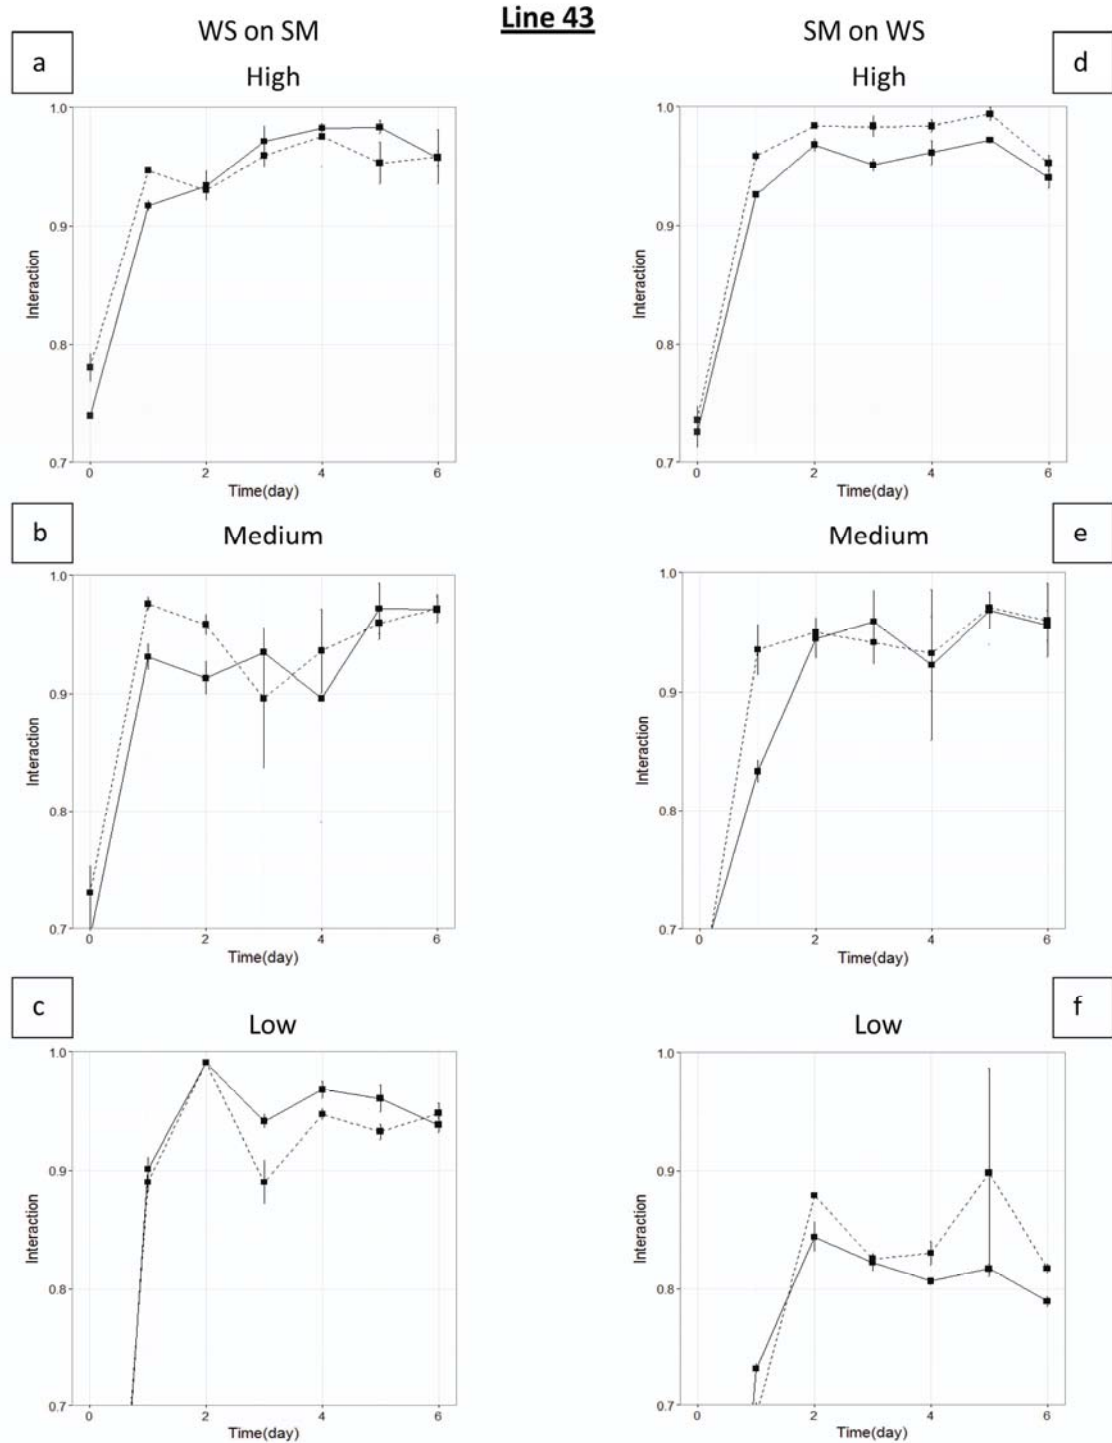 Line 43
WS on SM
SM on WS
a
High
High
d
1.0
0.9
0.8
0.7
Interaction
0
2
4
6
Time(day)
1.0
0.9
0.8
0.7
Interaction
0
2
4
6
Time(day)
b
Medium
Medium
e
1.0
0.9
0.8
0.7
Interaction
0
2
4
6
Time(day)
1.0
0.9
0.8
0.7
Interaction
0
2
4
6
Time(day)
c
Low
Low
f
1.0
0.9
0.8
0.7
Interaction
0
2
4
6
Time(day)
1.0
0.9
0.8
0.7
Interaction
0
2
4
6
Time(day)